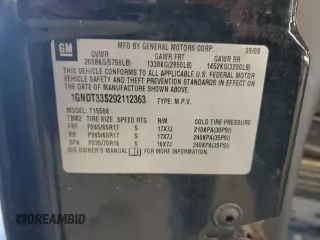 GM
MFD BY GENERAL MOTORS CORP. 09/08
GVWR GAWR FRT GAWR RR
2608KG(5750LB) 1338KG(2950LB) 1452KG(3200LB)
THIS VEHICLE CONFORMS TO ALL APPLICABLE U.S. FEDERAL
MOTOR VEHICLE SAFETY STANDARDS IN EFFECT ON THE DATE
OF MANUFACTURE SHOWN ABOVE.
1GNDT33S292112363 TYPE: M.P.V.
MODEL: T15506
TIRE SIZE SPEED RTG RIM COLD TIRE PRESSURE
FRT P245/65R17 S 17X7J 210KPA(30PSI)
RR P245/65R17 S 17X7J 240KPA(35PSI)
SPA P235/75R16 S 16X7J 240KPA(35PSI)
SEE OWNER'S MANUAL FOR MORE INFORMATION.
© IAAI/DREAMBID